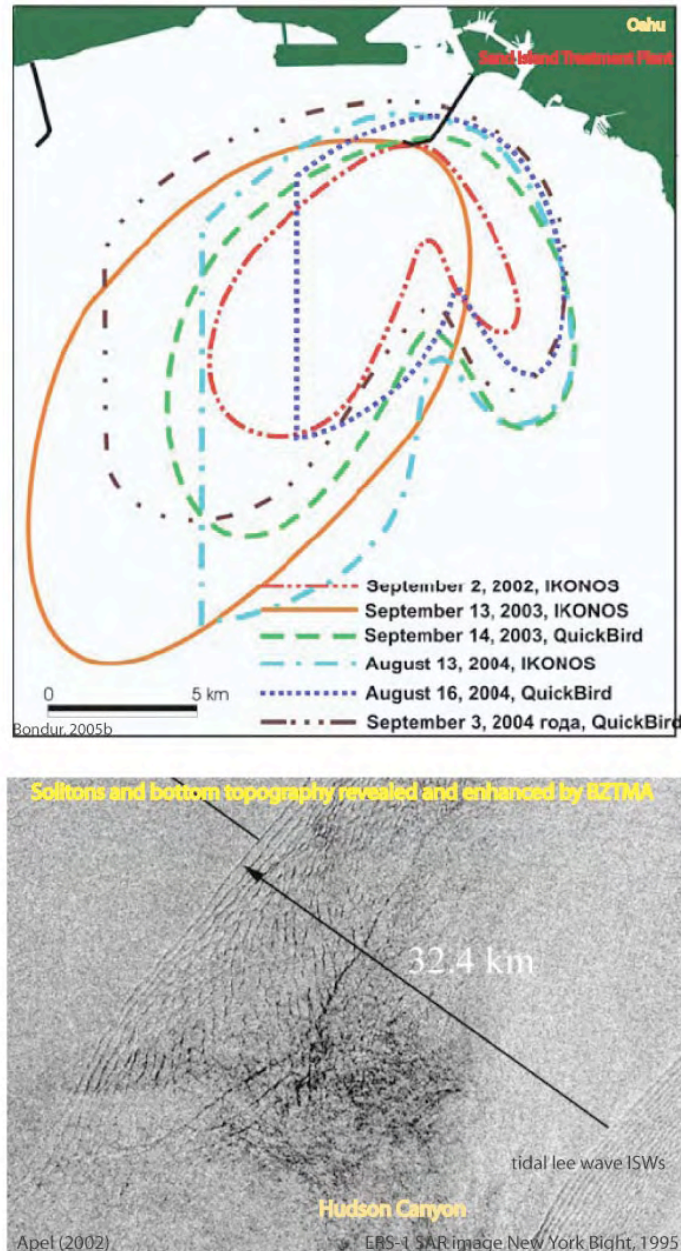 Oahu
Sand Island Treatment Plant
September 2, 2002, IKONOS
September 13, 2003, IKONOS
September 14, 2003, QuickBird
August 13, 2004, IKONOS
August 16, 2004, QuickBird
September 3, 2004 года, QuickBird
0 5 km
Bondur, 2005b
Solitons and bottom topography revealed and enhanced by BZTMA
32.4 km
tidal lee wave ISWs
Hudson Canyon
Apel (2002) ERS-1 SAR image New York Bight, 1995